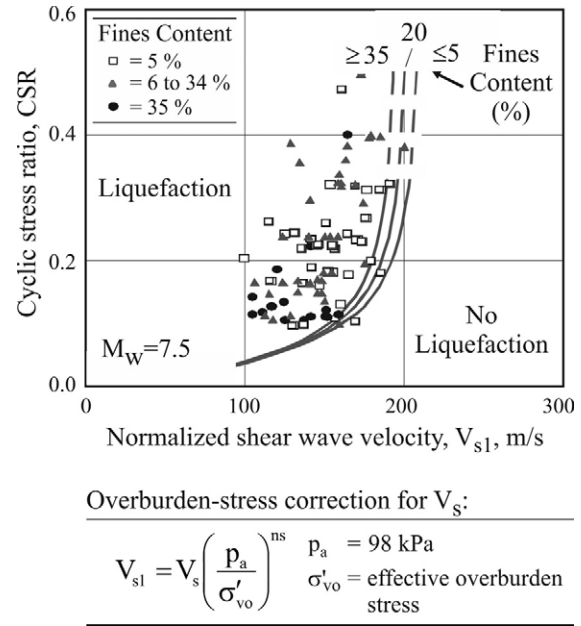 0.6
0.4
0.2
0.0
Cyclic stress ratio, CSR
Fines Content
= 5 %
= 6 to 34 %
= 35 %
20
≥ 35 / ≤5
Fines
Content
(%)
Liquefaction
No
Liquefaction
M_W=7.5
0 100 200 300
Normalized shear wave velocity, V_s1, m/s
Overburden-stress correction for V_s:
V_s1 = V_s (p_a / σ'_vo)^ns
p_a = 98 kPa
σ'_vo = effective overburden
stress